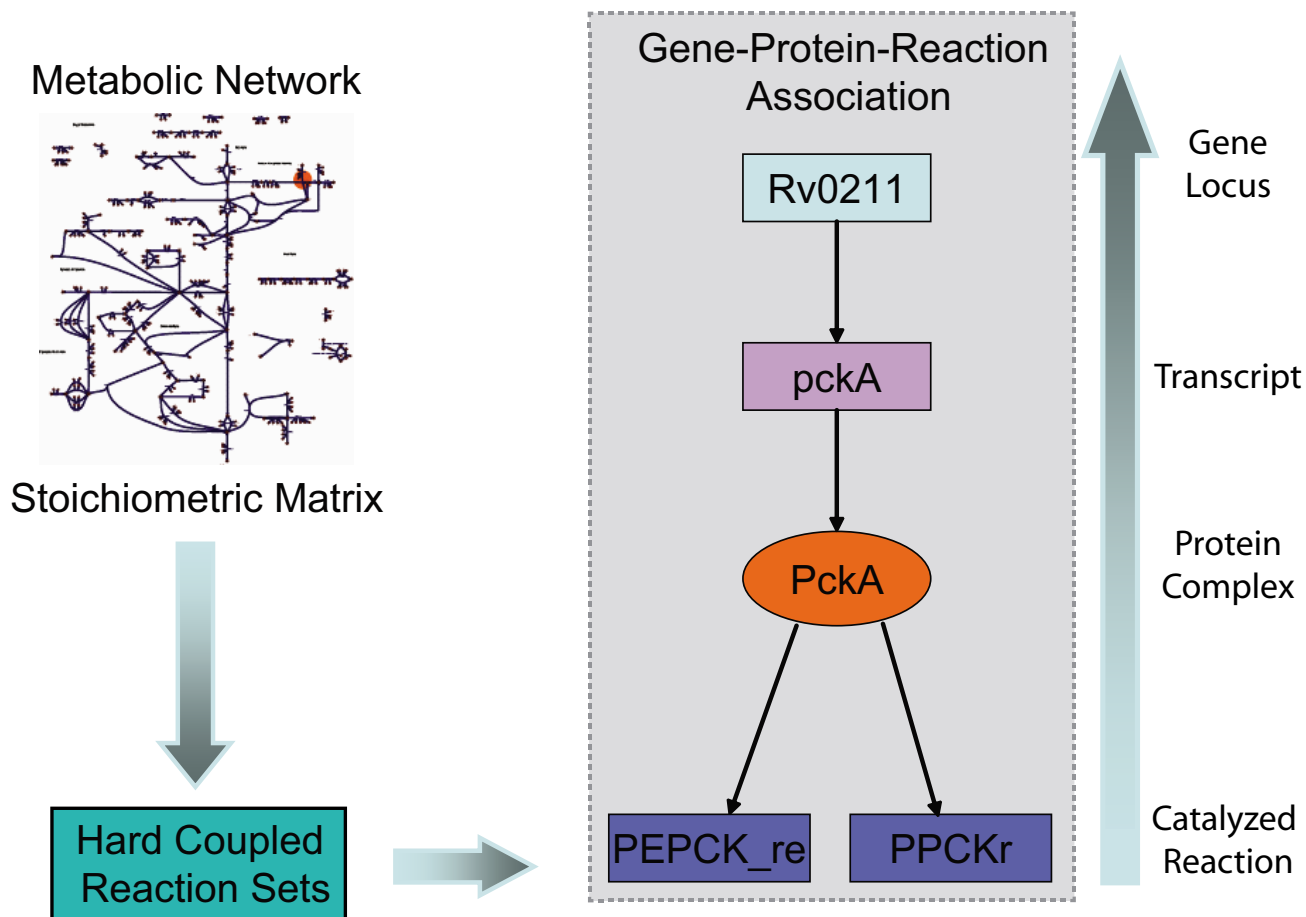 Metabolic Network
Stoichiometric Matrix
Hard Coupled
Reaction Sets
Gene-Protein-Reaction
Association
Rv0211
pckA
PckA
PEPCK_re
PPCKr
Gene
Locus
Transcript
Protein
Complex
Catalyzed
Reaction